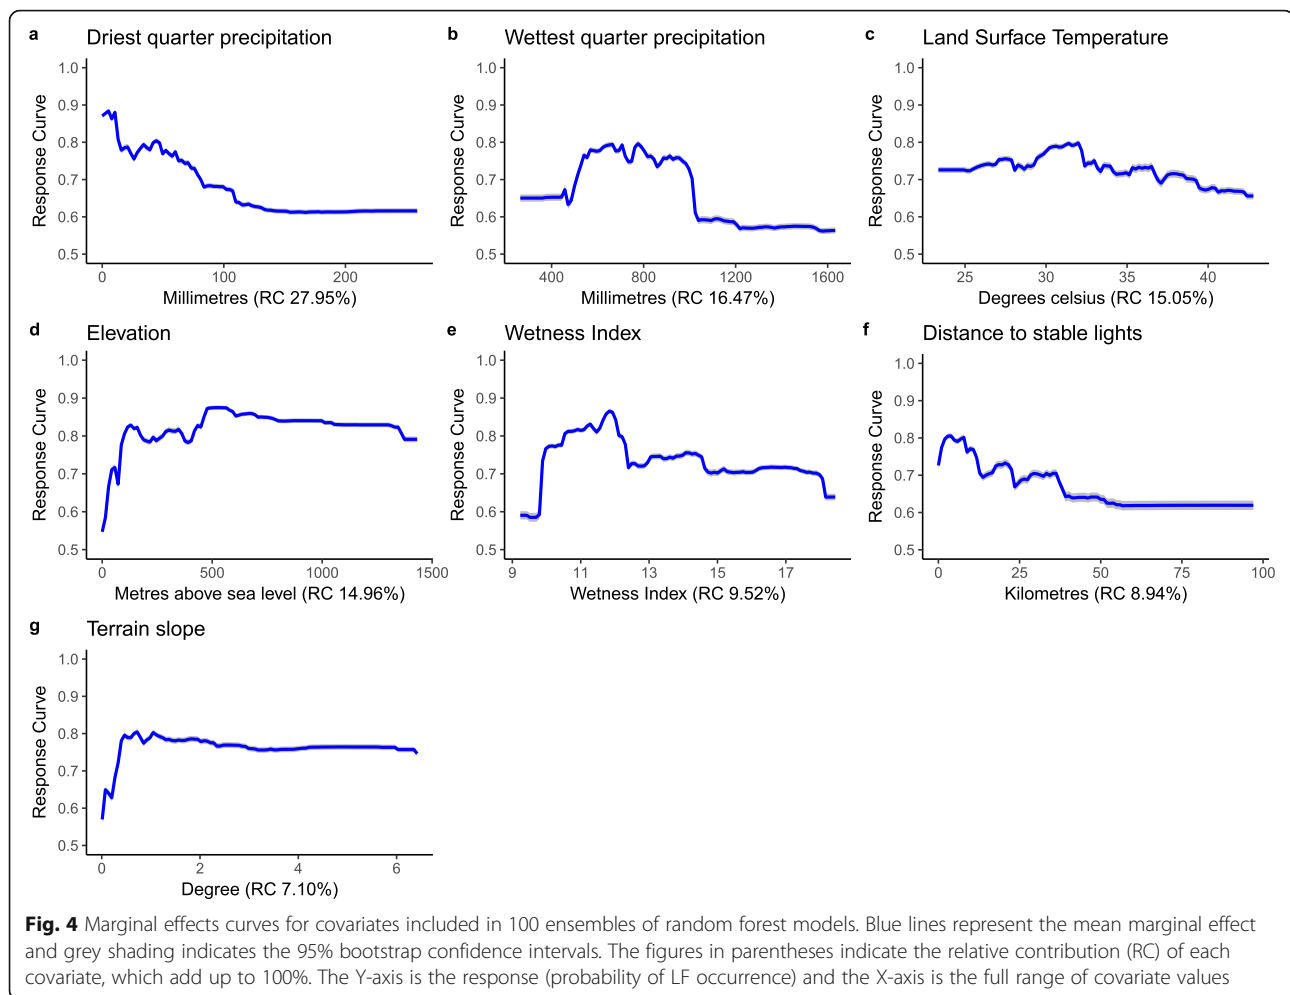 a Driest quarter precipitation
1.0
0.9
0.8
0.7
0.6
0.5
Response Curve
0 100 200
Millimetres (RC 27.95%)
b Wettest quarter precipitation
1.0
0.9
0.8
0.7
0.6
0.5
Response Curve
400 800 1200 1600
Millimetres (RC 16.47%)
c Land Surface Temperature
1.0
0.9
0.8
0.7
0.6
0.5
Response Curve
25 30 35 40
Degrees celsius (RC 15.05%)
d Elevation
1.0
0.9
0.8
0.7
0.6
0.5
Response Curve
0 500 1000 1500
Metres above sea level (RC 14.96%)
e Wetness Index
1.0
0.9
0.8
0.7
0.6
0.5
Response Curve
9 11 13 15 17
Wetness Index (RC 9.52%)
f Distance to stable lights
1.0
0.9
0.8
0.7
0.6
0.5
Response Curve
0 25 50 75 100
Kilometres (RC 8.94%)
g Terrain slope
1.0
0.9
0.8
0.7
0.6
0.5
Response Curve
0 2 4 6
Degree (RC 7.10%)
Fig. 4 Marginal effects curves for covariates included in 100 ensembles of random forest models. Blue lines represent the mean marginal effect
and grey shading indicates the 95% bootstrap confidence intervals. The figures in parentheses indicate the relative contribution (RC) of each
covariate, which add up to 100%. The Y-axis is the response (probability of LF occurrence) and the X-axis is the full range of covariate values